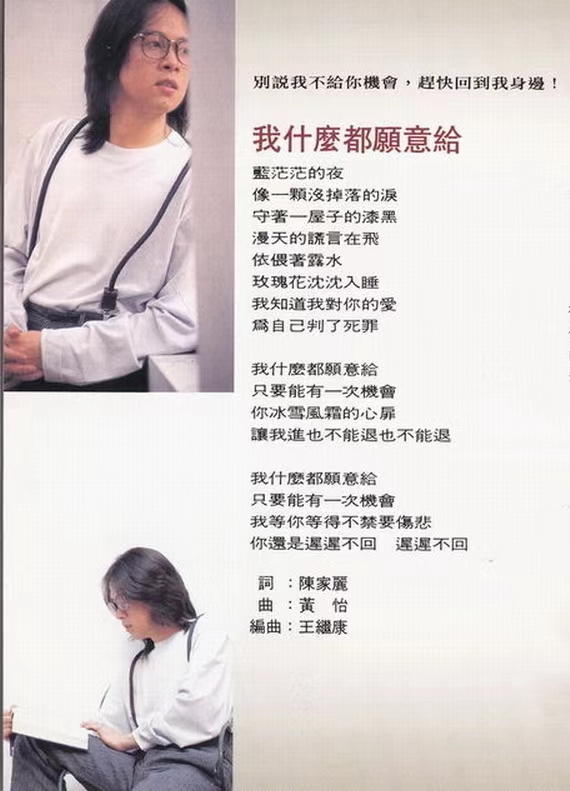 別説我不給你機會，趕快回到我身邊！
我什麼都願意給
藍茫茫的夜
像一顆沒掉落的淚
守著一屋子的漆黑
漫天的謊言在飛
依偎著露水
玫瑰花沈沈入睡
我知道我對你的愛
爲自己判了死罪
我什麼都願意給
只要能有一次機會
你冰雪風霜的心扉
讓我進也不能退也不能退
我什麼都願意給
只要能有一次機會
我等你等得不禁要傷悲
你還是遲遲不回　遲遲不回
詞：陳家麗
曲：黃　怡
編曲：王繼康